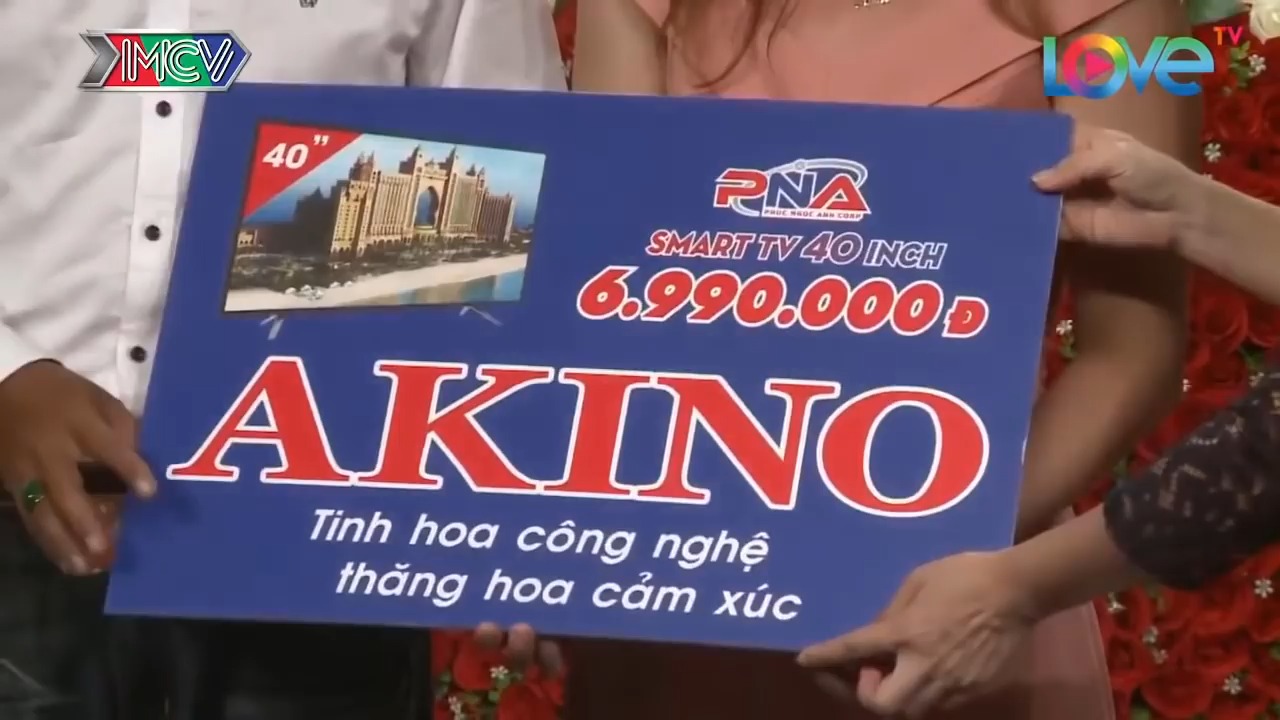 MCV
LOVE TV
40"
PNA
PHUC NGOC ANH CORP
SMART TV 40 INCH
6.990.000 Đ
AKINO
Tinh hoa công nghệ
thăng hoa cảm xúc